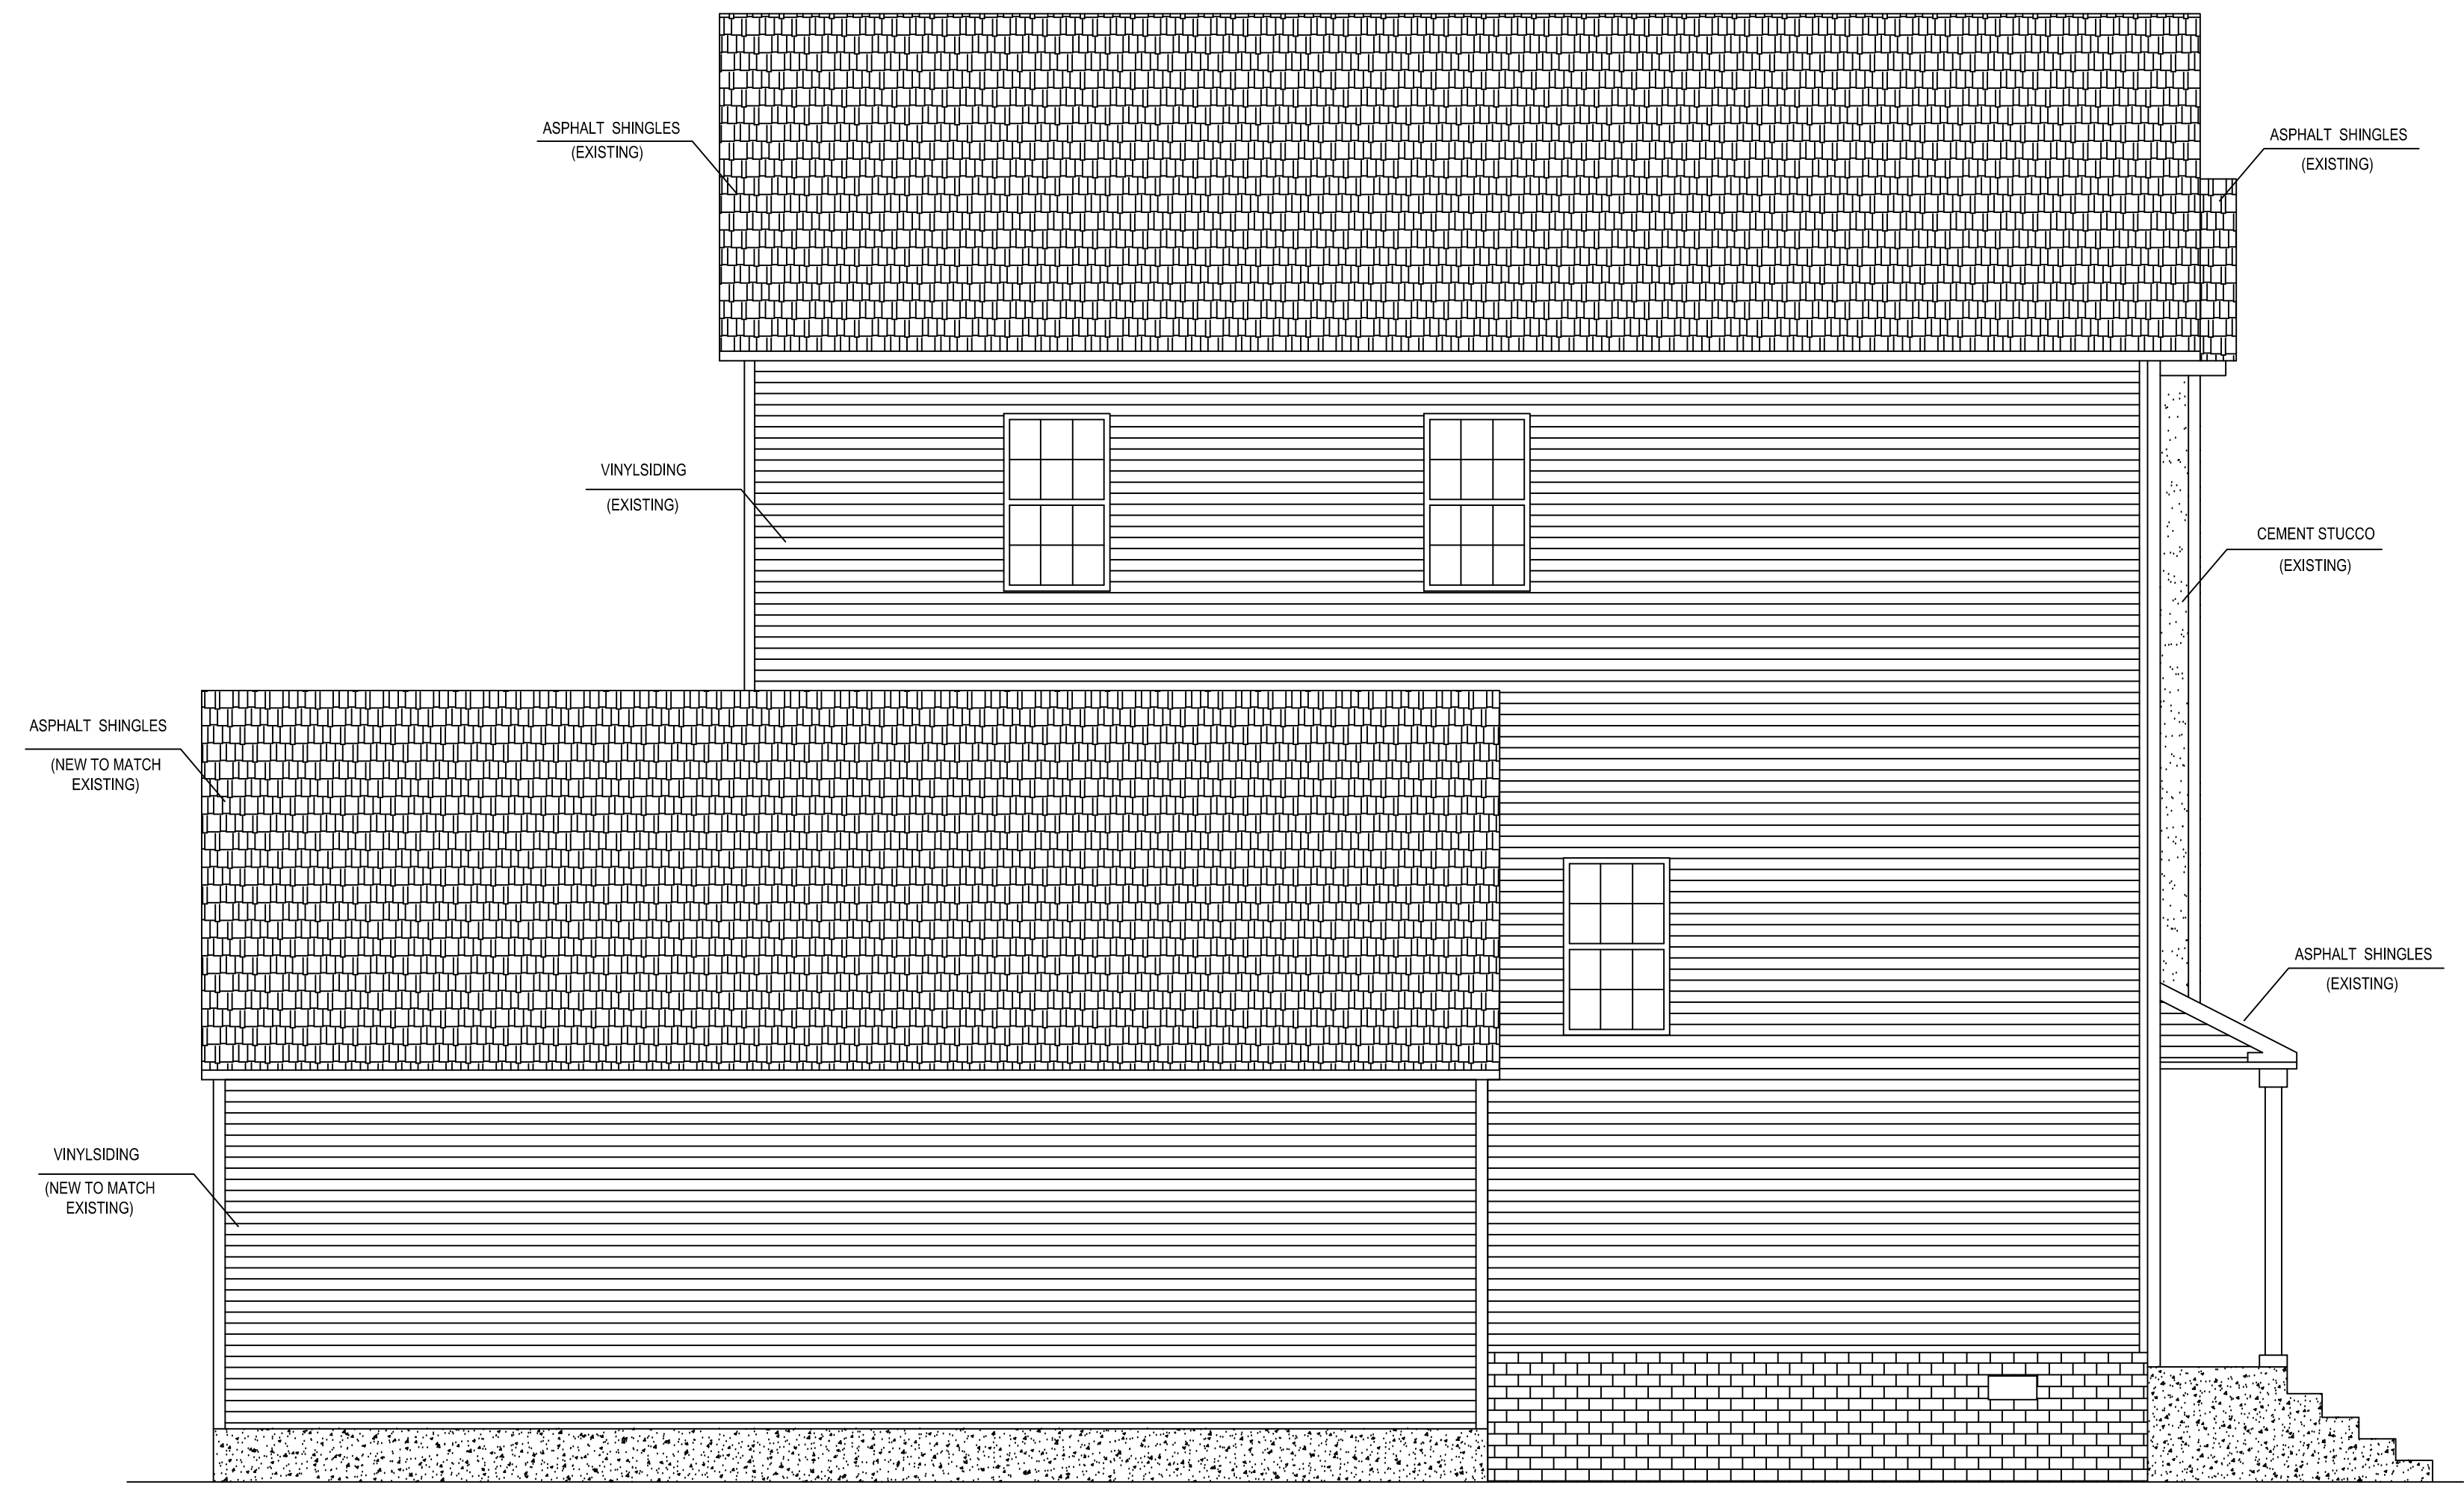 ASPHALT SHINGLES
(EXISTING)
ASPHALT SHINGLES
(EXISTING)
VINYLSIDING
(EXISTING)
CEMENT STUCCO
(EXISTING)
ASPHALT SHINGLES
(NEW TO MATCH
EXISTING)
ASPHALT SHINGLES
(EXISTING)
VINYLSIDING
(NEW TO MATCH
EXISTING)